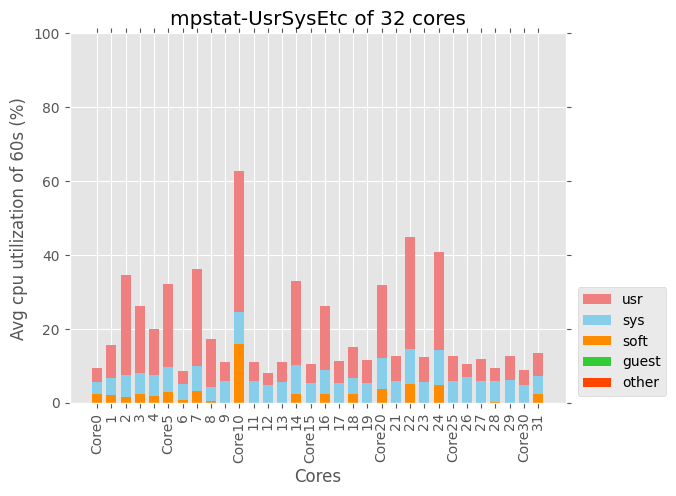 mpstat-UsrSysEtc of 32 cores
100
80
60
40
20
0
Avg cpu utilization of 60s (%)
Core0
1
2
3
4
Core5
6
7
8
9
Core10
11
12
13
14
Core15
16
17
18
19
Core20
21
22
23
24
Core25
26
27
28
29
Core30
31
Cores
usr
sys
soft
guest
other